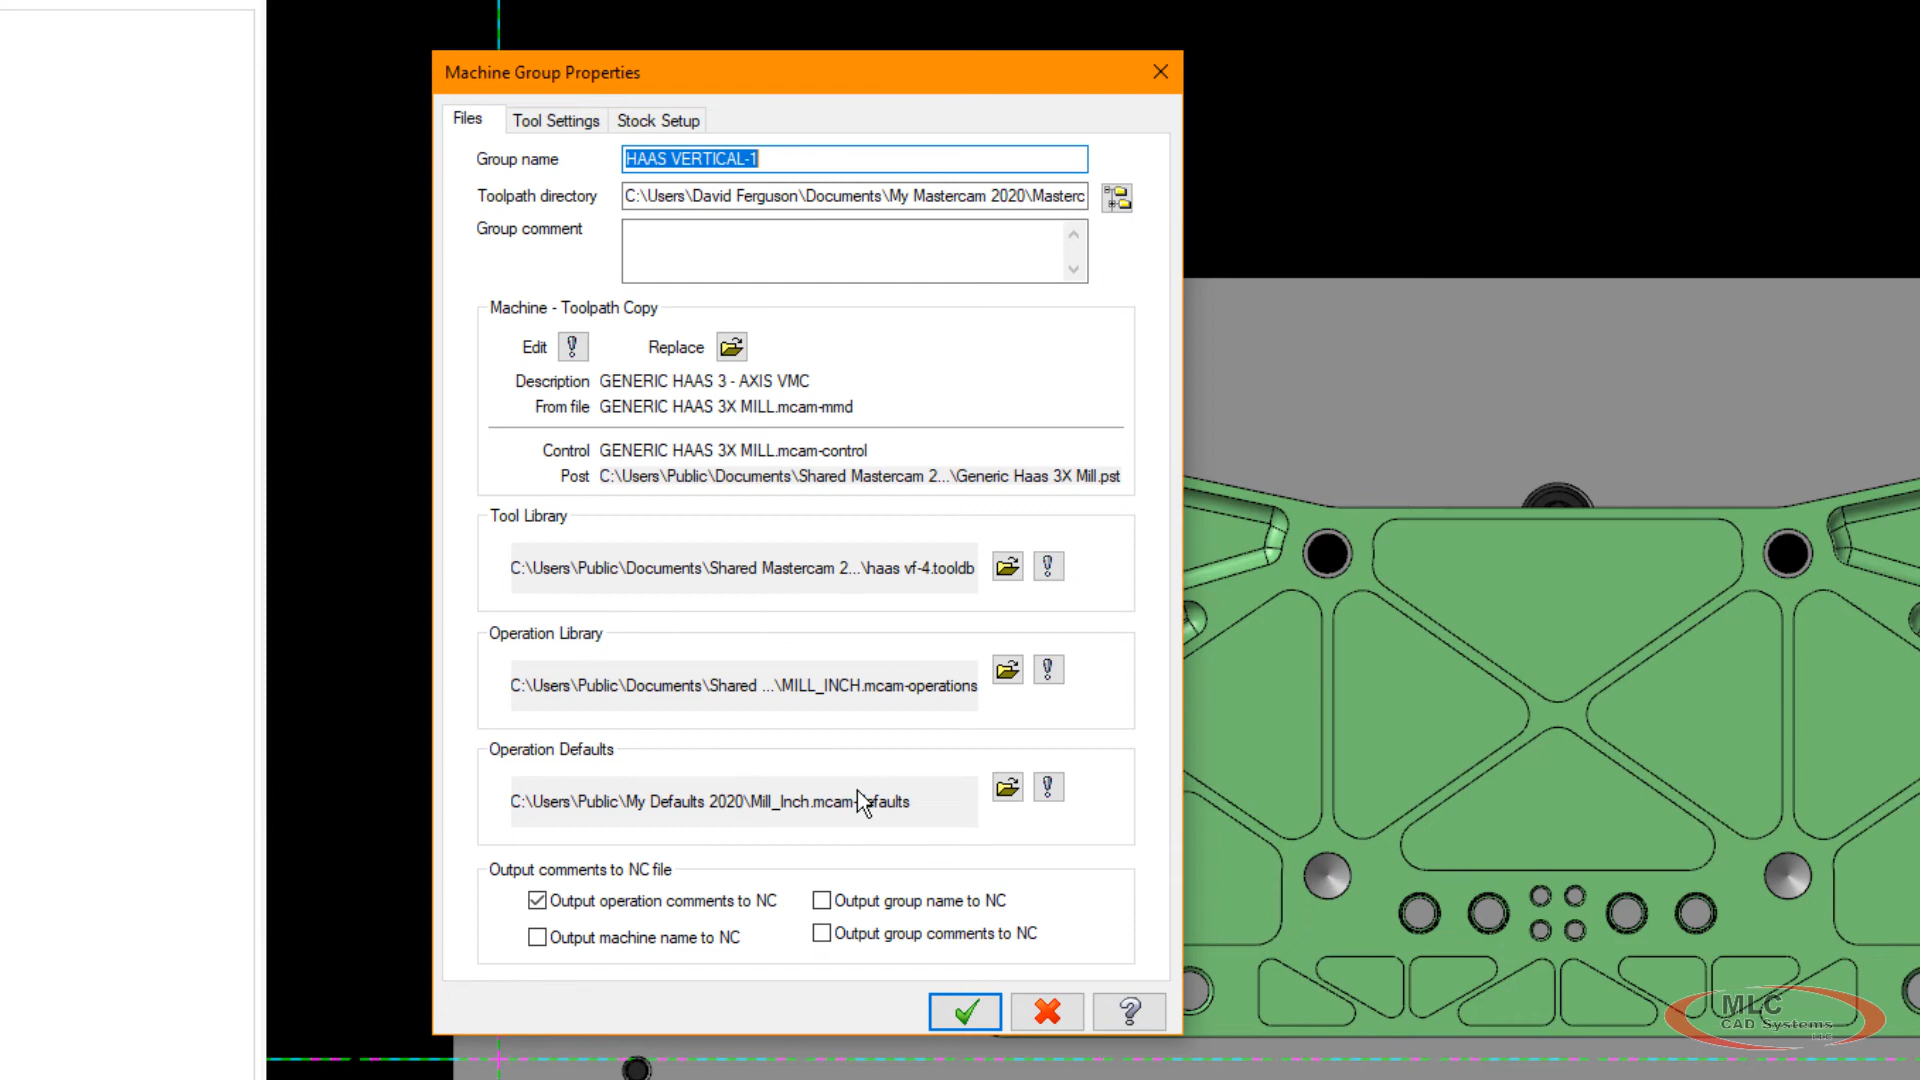 Machine Group Properties
Files
Tool Settings
Stock Setup
Group name
HAAS VERTICAL-1
Toolpath directory
C:\Users\David Ferguson\Documents\My Mastercam 2020\Masterc
Group comment
Machine - Toolpath Copy
Edit
Replace
Description GENERIC HAAS 3 - AXIS VMC
From file GENERIC HAAS 3X MILL.mcam-mmd
Control GENERIC HAAS 3X MILL.mcam-control
Post C:\Users\Public\Documents\Shared Mastercam 2...\Generic Haas 3X Mill.pst
Tool Library
C:\Users\Public\Documents\Shared Mastercam 2...\haas vf-4.tooldb
Operation Library
C:\Users\Public\Documents\Shared ...\MILL_INCH.mcam-operations
Operation Defaults
C:\Users\Public\My Defaults 2020\Mill_Inch.mcam-defaults
Output comments to NC file
Output operation comments to NC
Output group name to NC
Output machine name to NC
Output group comments to NC
MLC
CAD Systems
LLC